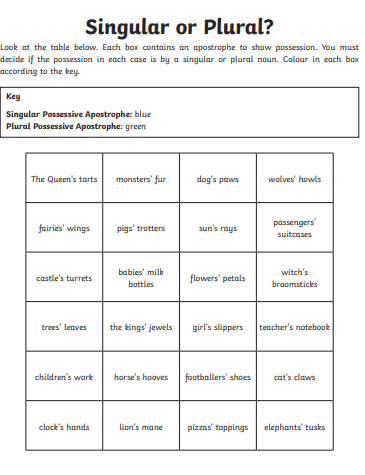 Singular or Plural?
Look at the table below. Each box contains an apostrophe to show possession. You must
decide if the possession in each case is by a singular or plural noun. Colour in each box
according to the key.
Key
Singular Possessive Apostrophe: blue
Plural Possessive Apostrophe: green
The Queen's tarts
monsters' fur
dog's paws
wolves' howls
fairies' wings
pigs' trotters
sun's rays
passengers'
suitcases
castle's turrets
babies' milk
bottles
flowers' petals
witch's
broomsticks
trees' leaves
the kings' jewels
girl's slippers
teacher's notebook
children's work
horse's hooves
footballers' shoes
cat's claws
clock's hands
lion's mane
pizzas' toppings
elephants' tusks